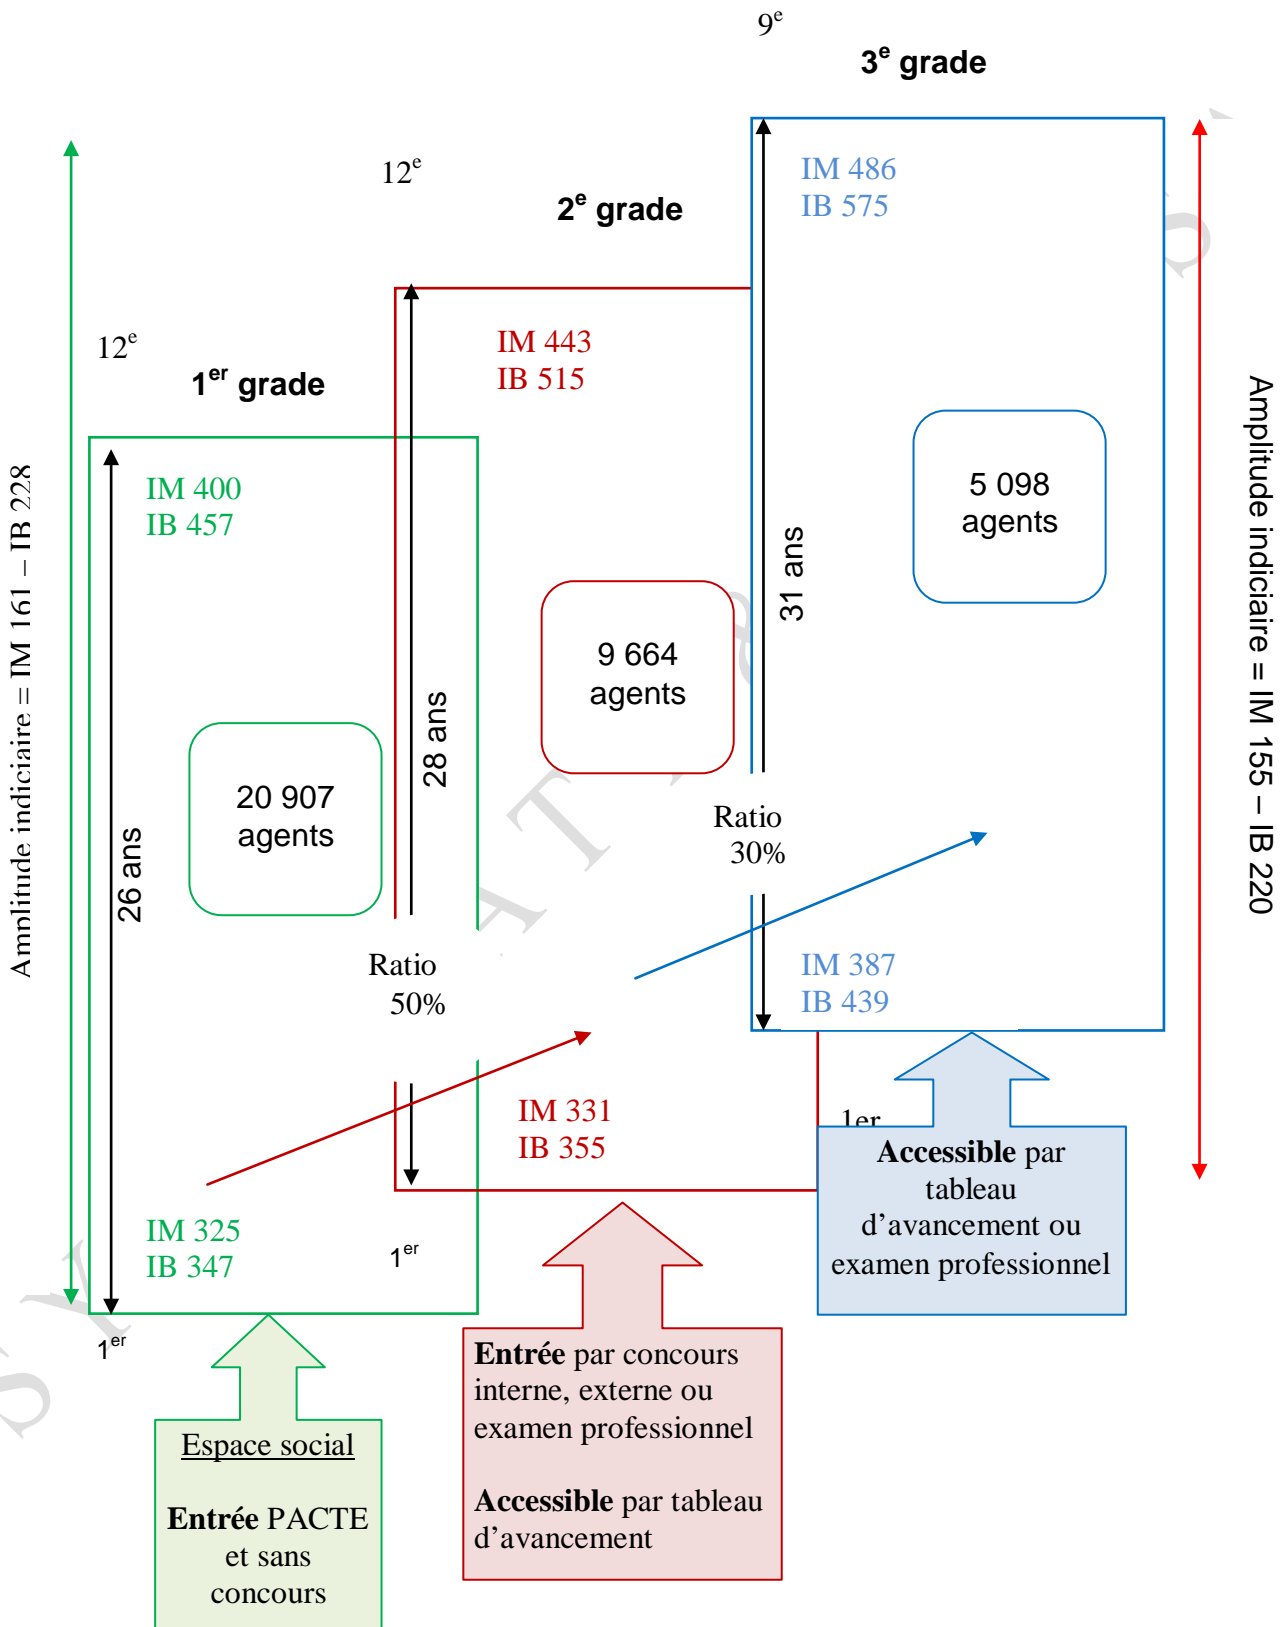 9e
3e grade
12e
IM 486
IB 575
2e grade
12e
IM 443
IB 515
1er grade
IM 400
IB 457
5 098
agents
31 ans
9 664
agents
28 ans
20 907
agents
26 ans
Amplitude indiciaire = IM 161 – IB 228
Amplitude indiciaire = IM 155 – IB 220
Ratio
30%
Ratio
50%
IM 387
IB 439
IM 331
IB 355
1er
IM 325
IB 347
1er
1er
Accessible par
tableau
d’avancement ou
examen professionnel
Entrée par concours
interne, externe ou
examen professionnel
Accessible par tableau
d’avancement
Espace social
Entrée PACTE
et sans
concours